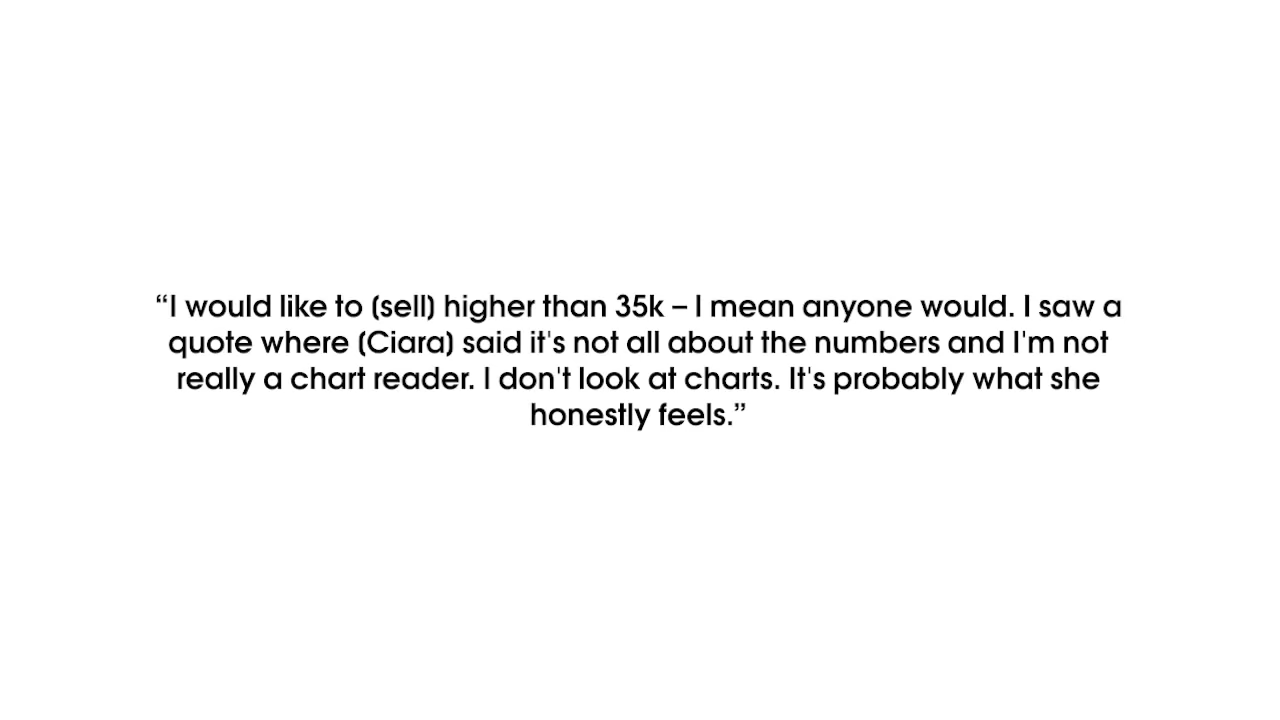 “I would like to (sell) higher than 35k – I mean anyone would. I saw a
quote where (Ciara) said it's not all about the numbers and I'm not
really a chart reader. I don't look at charts. It's probably what she
honestly feels.”